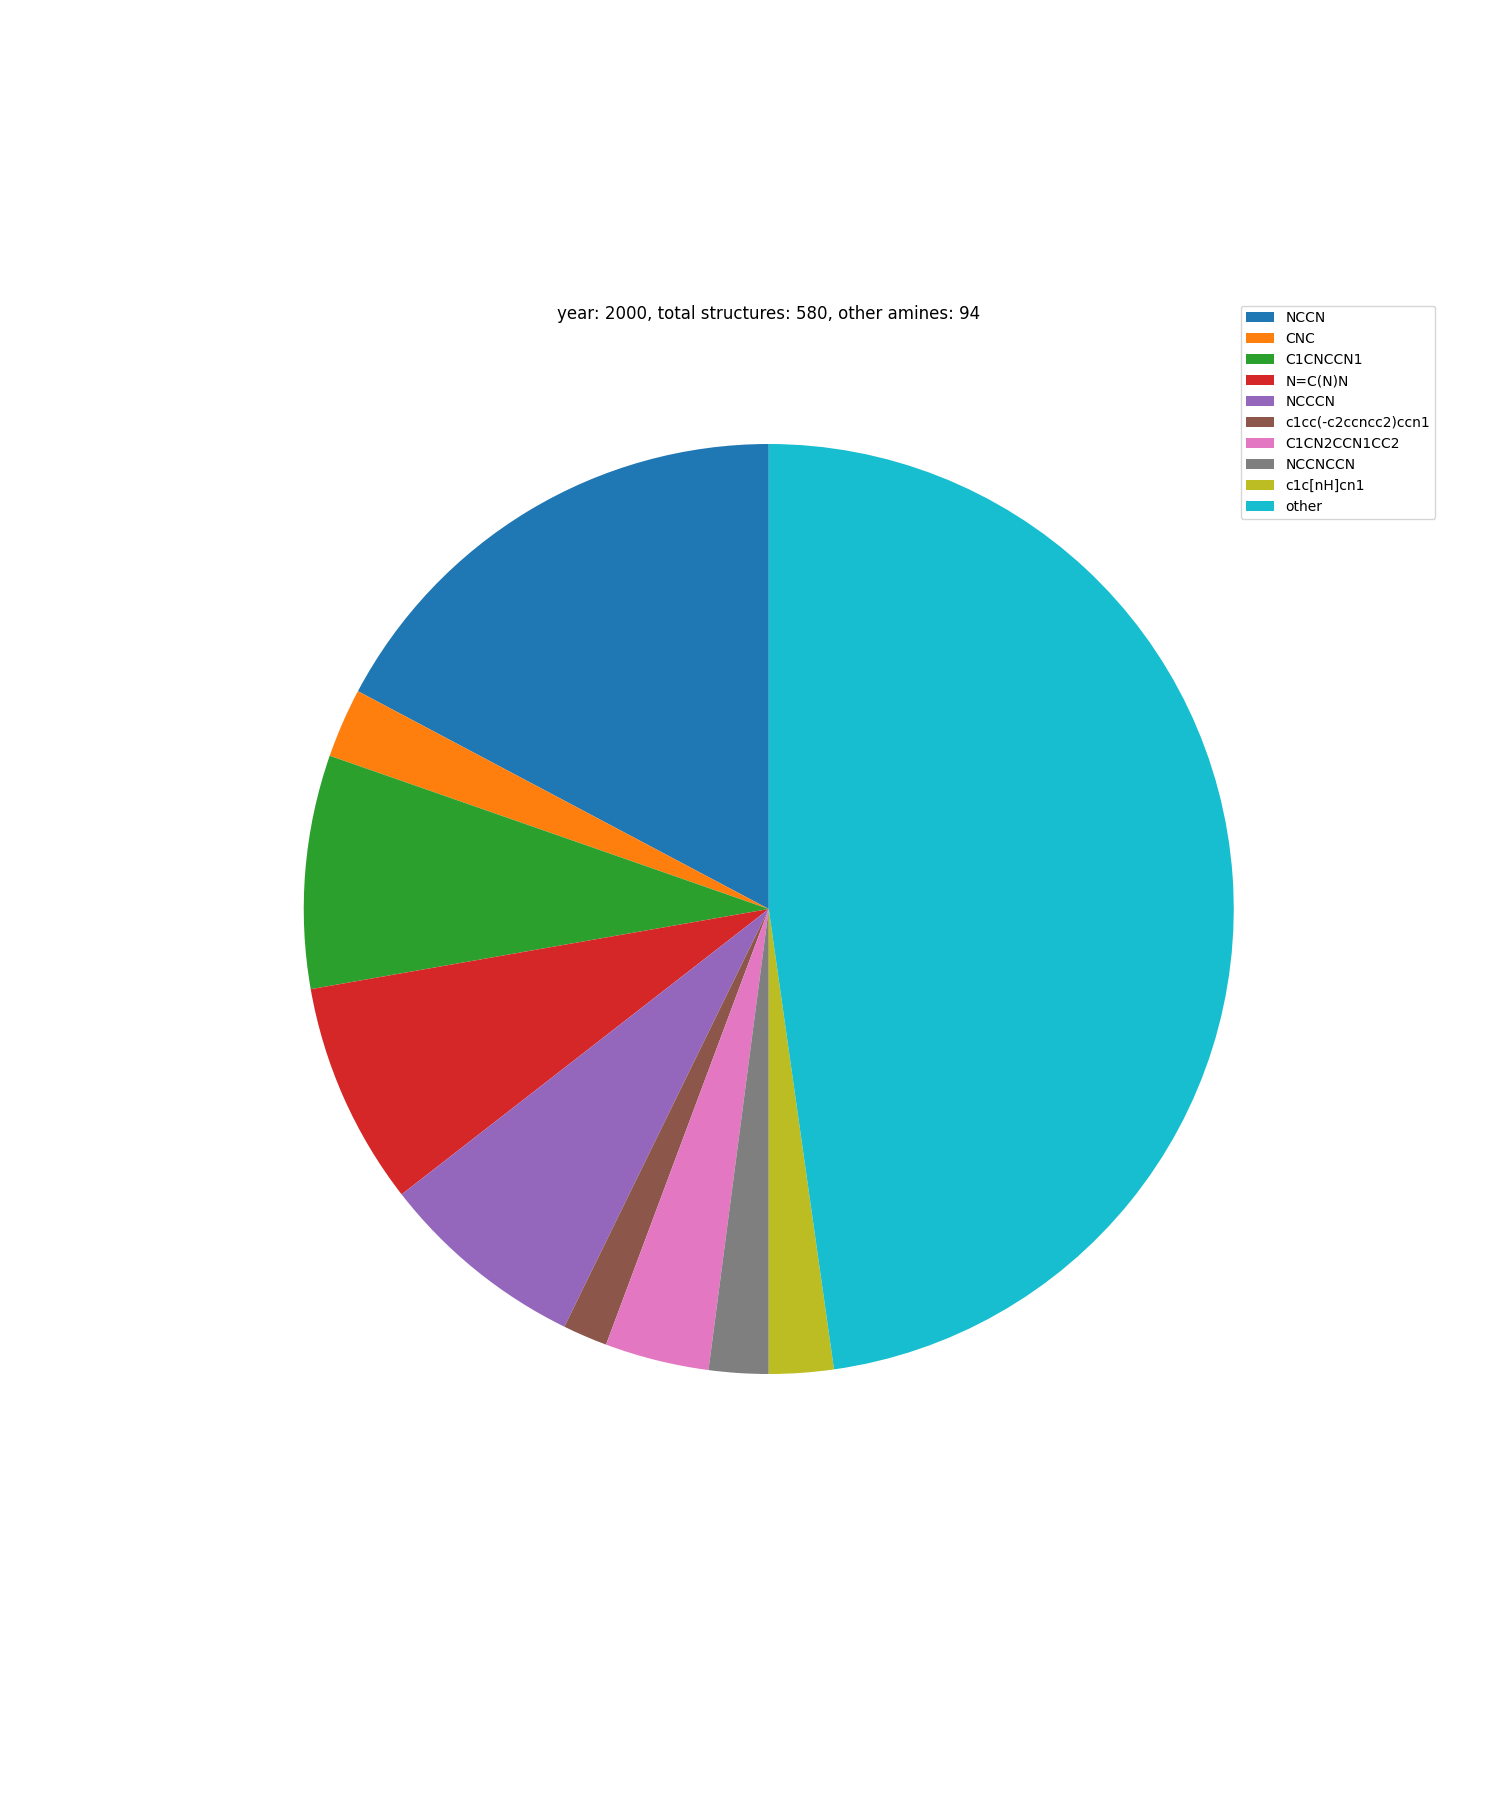 year: 2000, total structures: 580, other amines: 94
NCCN
CNC
C1CNCCN1
N=C(N)N
NCCCN
c1cc(-c2ccncc2)ccn1
C1CN2CCN1CC2
NCCNCCN
c1c[nH]cn1
other